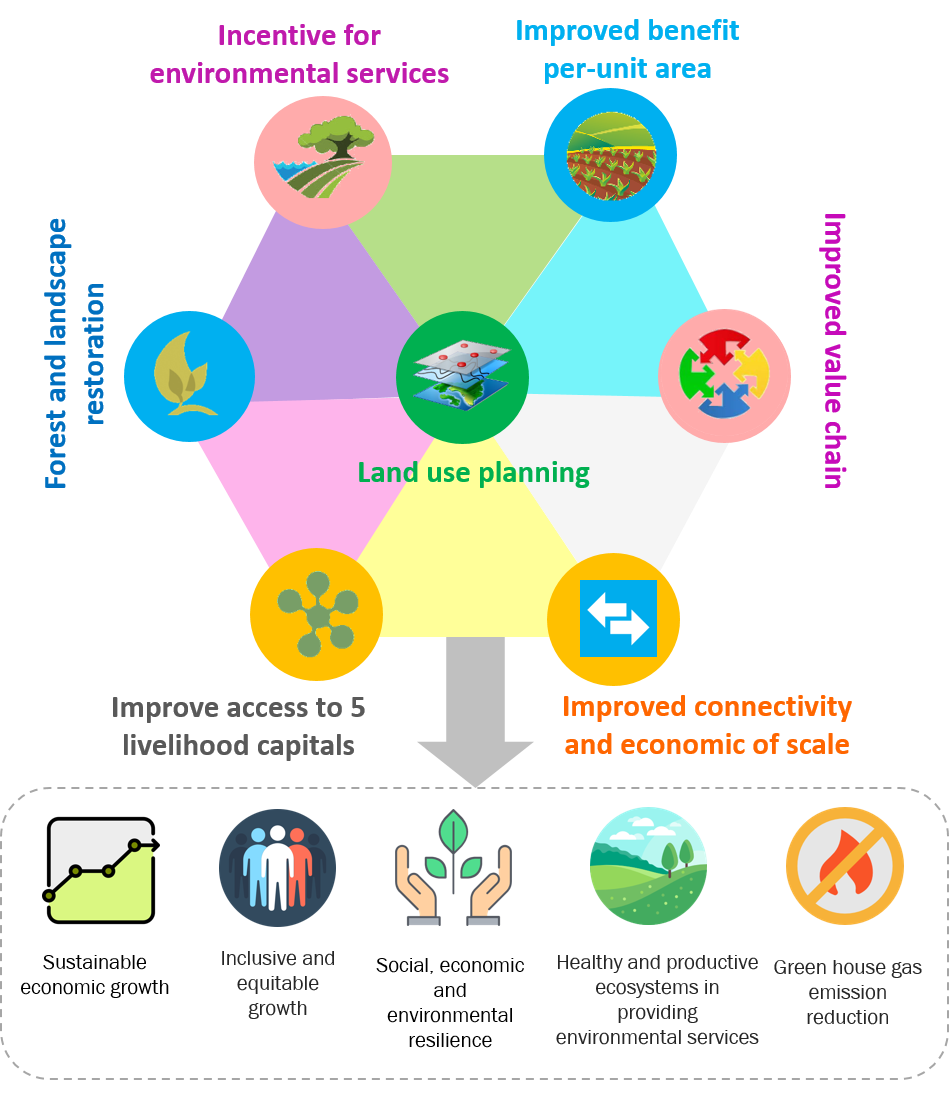 Incentive for
environmental services
Improved benefit
per-unit area
Forest and landscape
restoration
Improved value chain
Land use planning
Improve access to 5
livelihood capitals
Improved connectivity
and economic of scale
Sustainable
economic growth
Inclusive and
equitable
growth
Social, economic
and
environmental
resilience
Healthy and productive
ecosystems in
providing
environmental services
Green house gas
emission
reduction